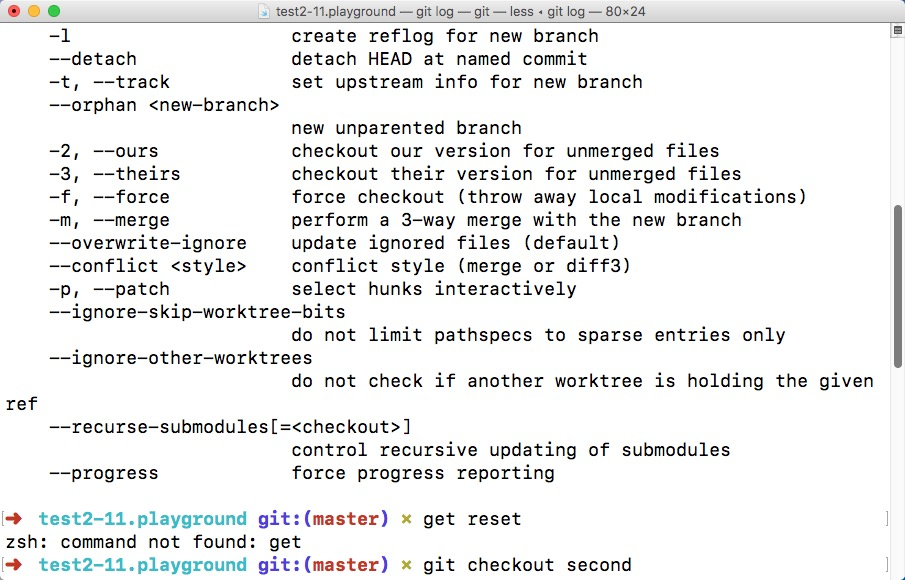 test2-11.playground — git log — git — less ◂ git log — 80×24
-l create reflog for new branch
--detach detach HEAD at named commit
-t, --track set upstream info for new branch
--orphan <new-branch>
new unparented branch
-2, --ours checkout our version for unmerged files
-3, --theirs checkout their version for unmerged files
-f, --force force checkout (throw away local modifications)
-m, --merge perform a 3-way merge with the new branch
--overwrite-ignore update ignored files (default)
--conflict <style> conflict style (merge or diff3)
-p, --patch select hunks interactively
--ignore-skip-worktree-bits
do not limit pathspecs to sparse entries only
--ignore-other-worktrees
do not check if another worktree is holding the given
ref
--recurse-submodules[=<checkout>]
control recursive updating of submodules
--progress force progress reporting
[➜ test2-11.playground git:(master) ✗ get reset ]
zsh: command not found: get
[➜ test2-11.playground git:(master) ✗ git checkout second ]